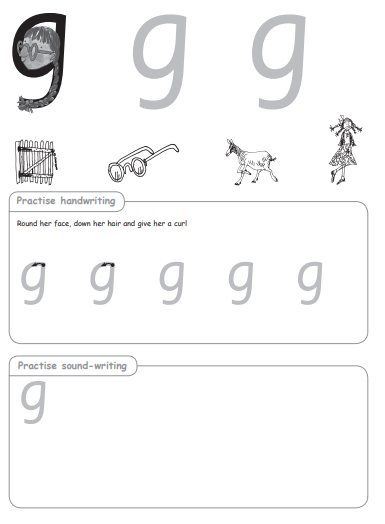 g g g
Practise handwriting
Round her face, down her hair and give her a curl
g g g g g
Practise sound-writing
g